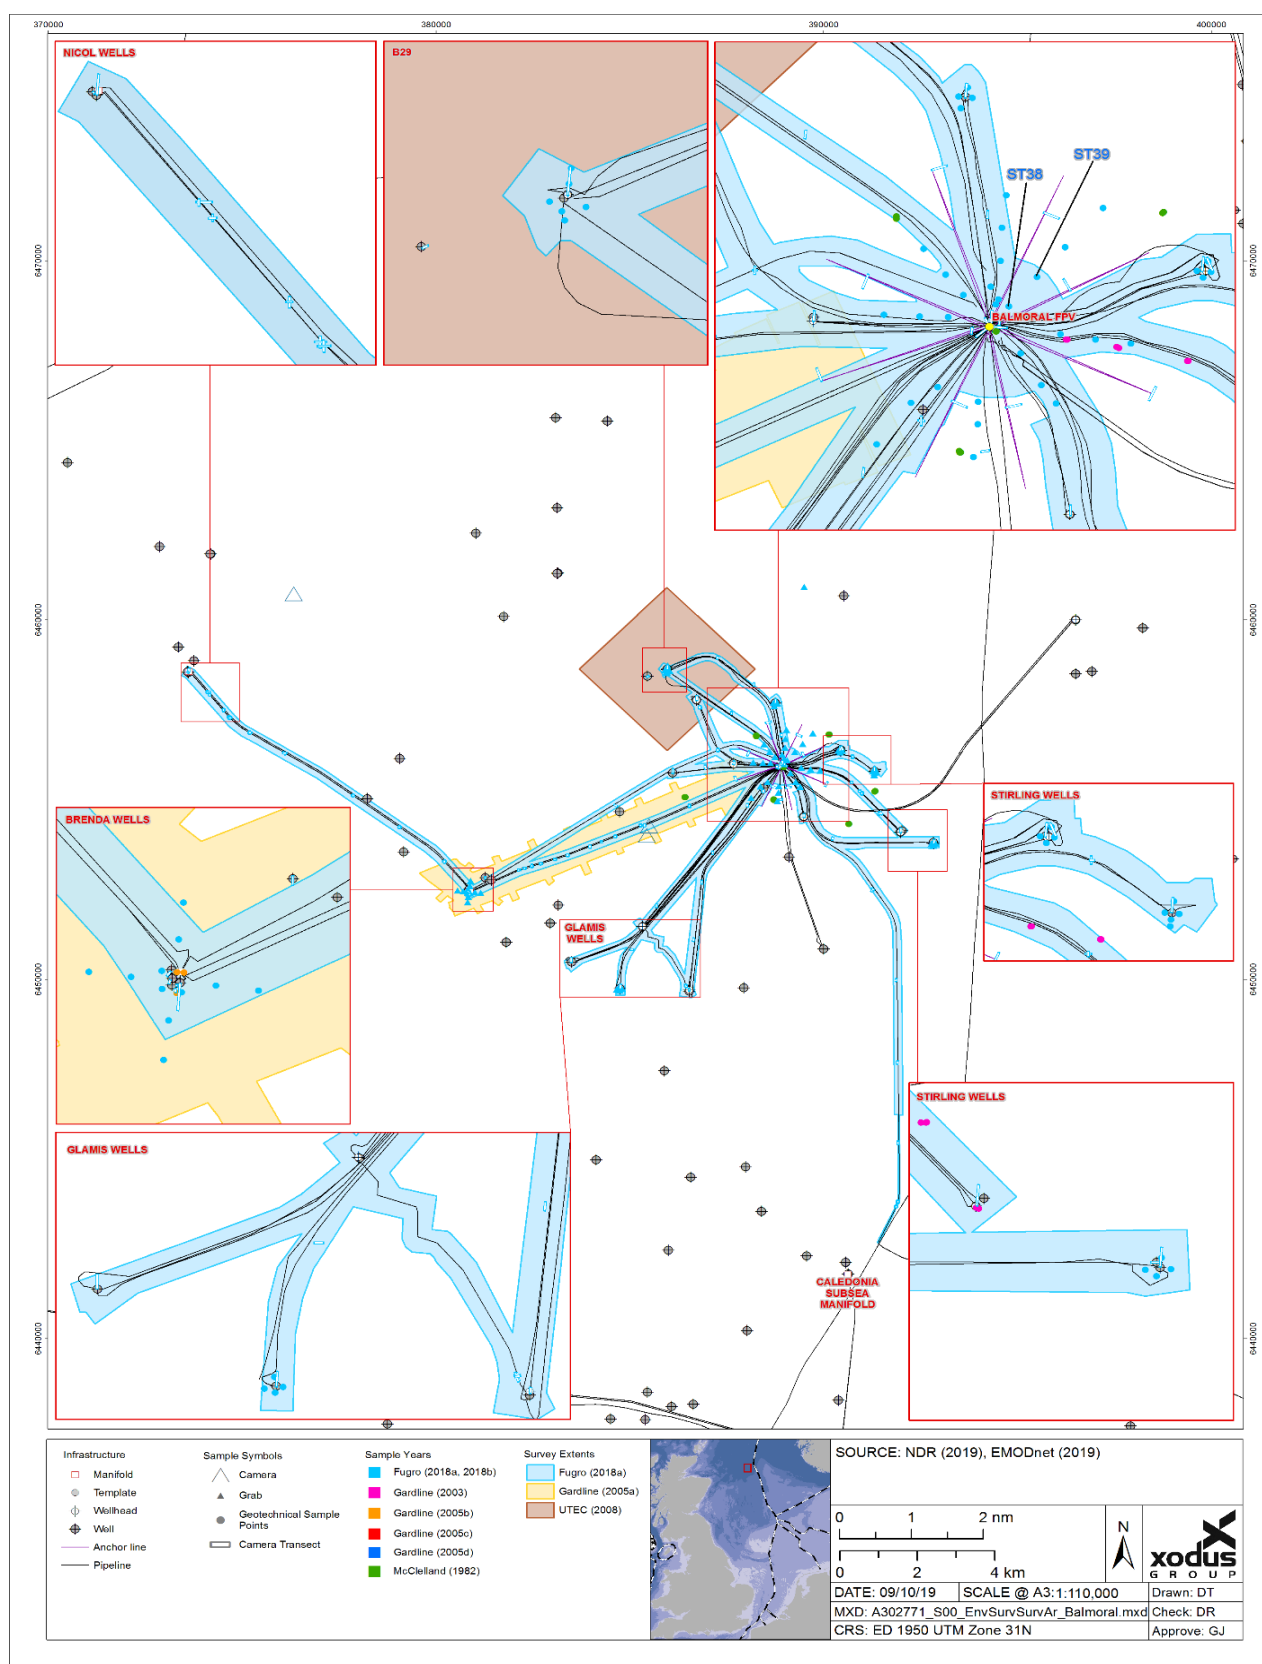 370000
380000
390000
400000
NICOL WELLS
B29
ST39
ST38
BALMORAL FPV
6470000
6470000
6460000
6460000
BRENDA WELLS
STIRLING WELLS
GLAMIS
WELLS
6450000
6450000
GLAMIS WELLS
STIRLING WELLS
CALEDONIA
SUBSEA
MANIFOLD
6440000
6440000
Infrastructure
Manifold
Template
Wellhead
Well
Anchor line
Pipeline
Sample Symbols
Camera
Grab
Geotechnical Sample
Points
Camera Transect
Sample Years
Fugro (2018a, 2018b)
Gardline (2003)
Gardline (2005b)
Gardline (2005c)
Gardline (2005d)
McClelland (1982)
Survey Extents
Fugro (2018a)
Gardline (2005a)
UTEC (2008)
SOURCE: NDR (2019), EMODnet (2019)
0 1 2 nm
0 2 4 km
N
xodus
GROUP
DATE: 09/10/19
SCALE @ A3:1:110,000
Drawn: DT
MXD: A302771_S00_EnvSurvSurvAr_Balmoral.mxd
Check: DR
CRS: ED 1950 UTM Zone 31N
Approve: GJ